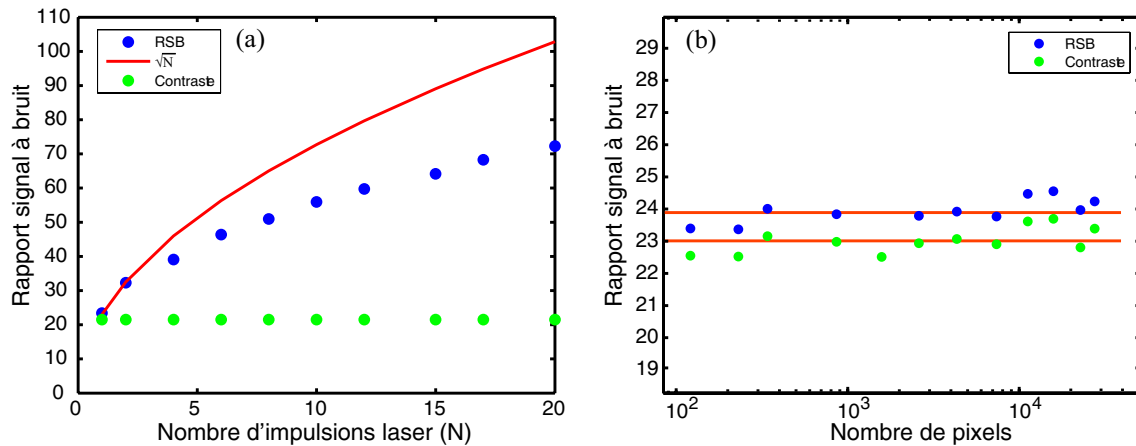 110
100
90
80
70
60
50
40
30
20
10
0
Rapport signal à bruit
RSB
√N
Contraste
(a)
0 5 10 15 20
Nombre d'impulsions laser (N)
29
28
27
26
25
24
23
22
21
20
19
Rapport signal à bruit
(b)
RSB
Contraste
10² 10³ 10⁴
Nombre de pixels